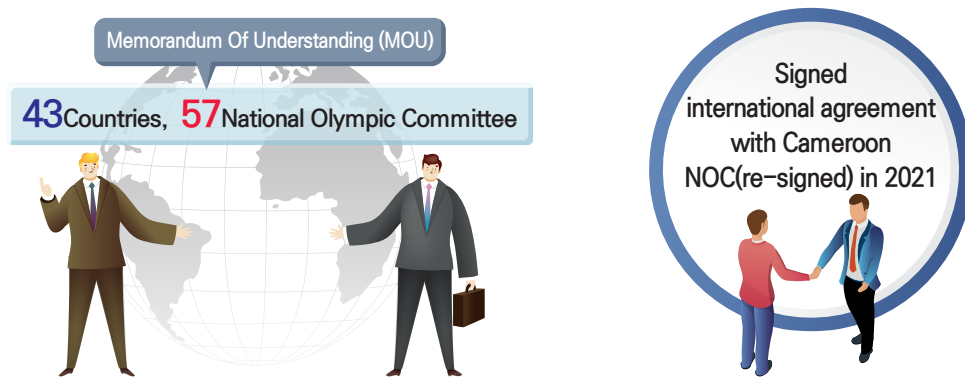 Memorandum Of Understanding (MOU)
43Countries, 57National Olympic Committee
Signed
international agreement
with Cameroon
NOC(re-signed) in 2021